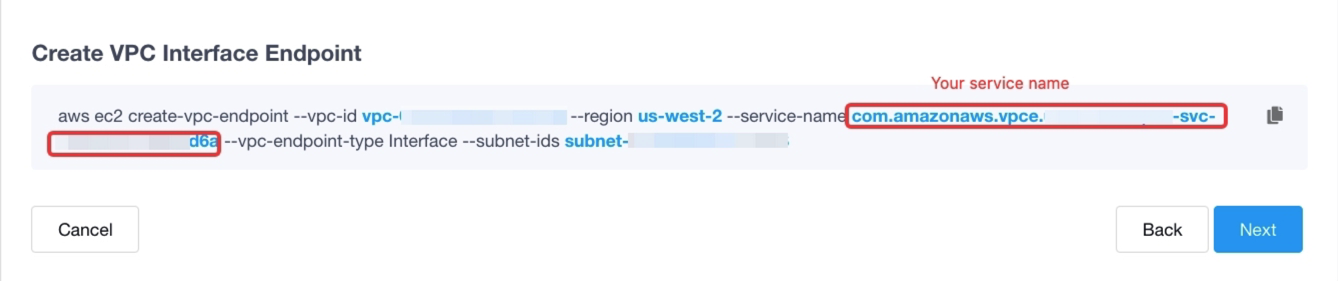 Create VPC Interface Endpoint
Your service name
aws ec2 create-vpc-endpoint --vpc-id vpc- --region us-west-2 --service-name com.amazonaws.vpce. -svc-
d6a --vpc-endpoint-type Interface --subnet-ids subnet-
Cancel
Back
Next